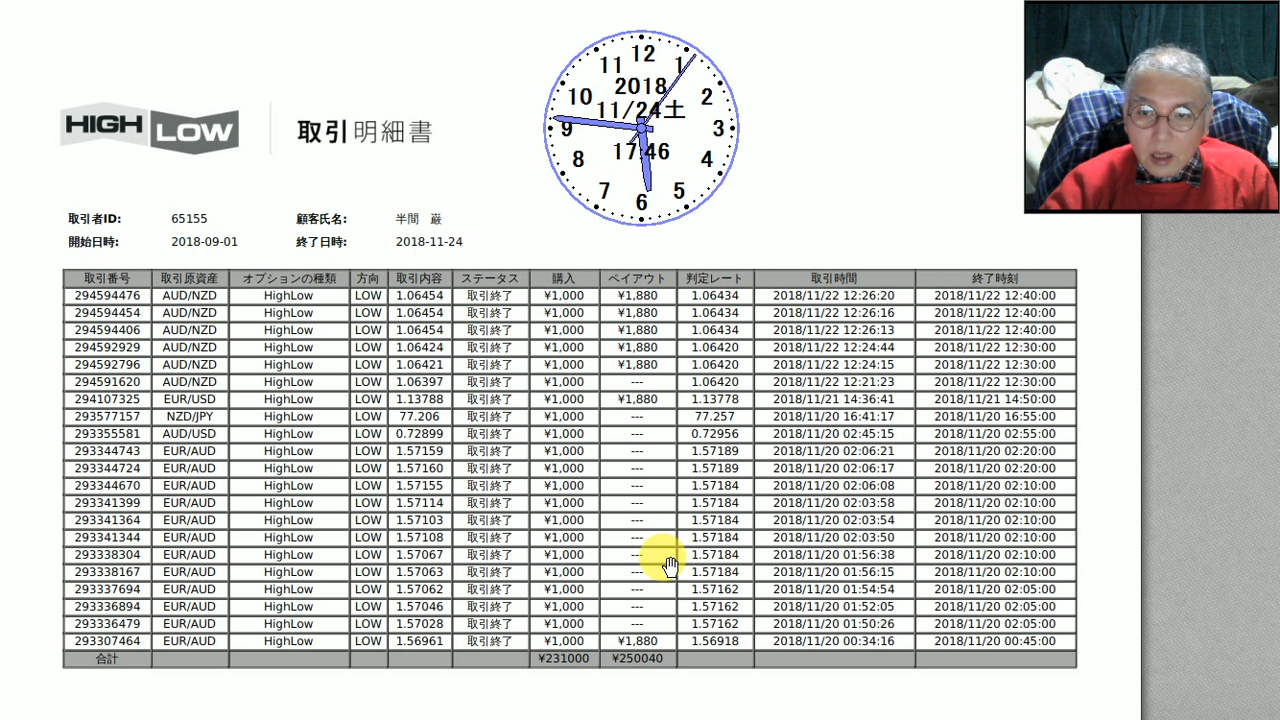 12
11
1
2018
10
2
11/24土
9
3
17:46
8
4
7
5
6
HIGH LOW 取引明細書
取引者ID: 65155 顧客氏名: 半間 巌
開始日時: 2018-09-01 終了日時: 2018-11-24
取引番号 取引原資産 オプションの種類 方向 取引内容 ステータス 購入 ペイアウト 判定レート 取引時間 終了時刻
294594476 AUD/NZD HighLow LOW 1.06454 取引終了 ¥1,000 ¥1,880 1.06434 2018/11/22 12:26:20 2018/11/22 12:40:00
294594454 AUD/NZD HighLow LOW 1.06454 取引終了 ¥1,000 ¥1,880 1.06434 2018/11/22 12:26:16 2018/11/22 12:40:00
294594406 AUD/NZD HighLow LOW 1.06454 取引終了 ¥1,000 ¥1,880 1.06434 2018/11/22 12:26:13 2018/11/22 12:40:00
294592929 AUD/NZD HighLow LOW 1.06424 取引終了 ¥1,000 ¥1,880 1.06420 2018/11/22 12:24:44 2018/11/22 12:30:00
294592796 AUD/NZD HighLow LOW 1.06421 取引終了 ¥1,000 ¥1,880 1.06420 2018/11/22 12:24:15 2018/11/22 12:30:00
294591620 AUD/NZD HighLow LOW 1.06397 取引終了 ¥1,000 --- 1.06420 2018/11/22 12:21:23 2018/11/22 12:30:00
294107325 EUR/USD HighLow LOW 1.13788 取引終了 ¥1,000 ¥1,880 1.13778 2018/11/21 14:36:41 2018/11/21 14:50:00
293577157 NZD/JPY HighLow LOW 77.206 取引終了 ¥1,000 --- 77.257 2018/11/20 16:41:17 2018/11/20 16:55:00
293355581 AUD/USD HighLow LOW 0.72899 取引終了 ¥1,000 --- 0.72956 2018/11/20 02:45:15 2018/11/20 02:55:00
293344743 EUR/AUD HighLow LOW 1.57159 取引終了 ¥1,000 --- 1.57189 2018/11/20 02:06:21 2018/11/20 02:20:00
293344724 EUR/AUD HighLow LOW 1.57160 取引終了 ¥1,000 --- 1.57189 2018/11/20 02:06:17 2018/11/20 02:20:00
293344670 EUR/AUD HighLow LOW 1.57155 取引終了 ¥1,000 --- 1.57184 2018/11/20 02:06:08 2018/11/20 02:10:00
293341399 EUR/AUD HighLow LOW 1.57114 取引終了 ¥1,000 --- 1.57184 2018/11/20 02:03:58 2018/11/20 02:10:00
293341364 EUR/AUD HighLow LOW 1.57103 取引終了 ¥1,000 --- 1.57184 2018/11/20 02:03:54 2018/11/20 02:10:00
293341344 EUR/AUD HighLow LOW 1.57108 取引終了 ¥1,000 --- 1.57184 2018/11/20 02:03:50 2018/11/20 02:10:00
293338304 EUR/AUD HighLow LOW 1.57067 取引終了 ¥1,000 --- 1.57184 2018/11/20 01:56:38 2018/11/20 02:10:00
293338167 EUR/AUD HighLow LOW 1.57063 取引終了 ¥1,000 --- 1.57184 2018/11/20 01:56:15 2018/11/20 02:10:00
293337694 EUR/AUD HighLow LOW 1.57062 取引終了 ¥1,000 --- 1.57162 2018/11/20 01:54:54 2018/11/20 02:05:00
293336894 EUR/AUD HighLow LOW 1.57046 取引終了 ¥1,000 --- 1.57162 2018/11/20 01:52:05 2018/11/20 02:05:00
293336479 EUR/AUD HighLow LOW 1.57028 取引終了 ¥1,000 --- 1.57162 2018/11/20 01:50:26 2018/11/20 02:05:00
293307464 EUR/AUD HighLow LOW 1.56961 取引終了 ¥1,000 ¥1,880 1.56918 2018/11/20 00:34:16 2018/11/20 00:45:00
合計 ¥231000 ¥250040